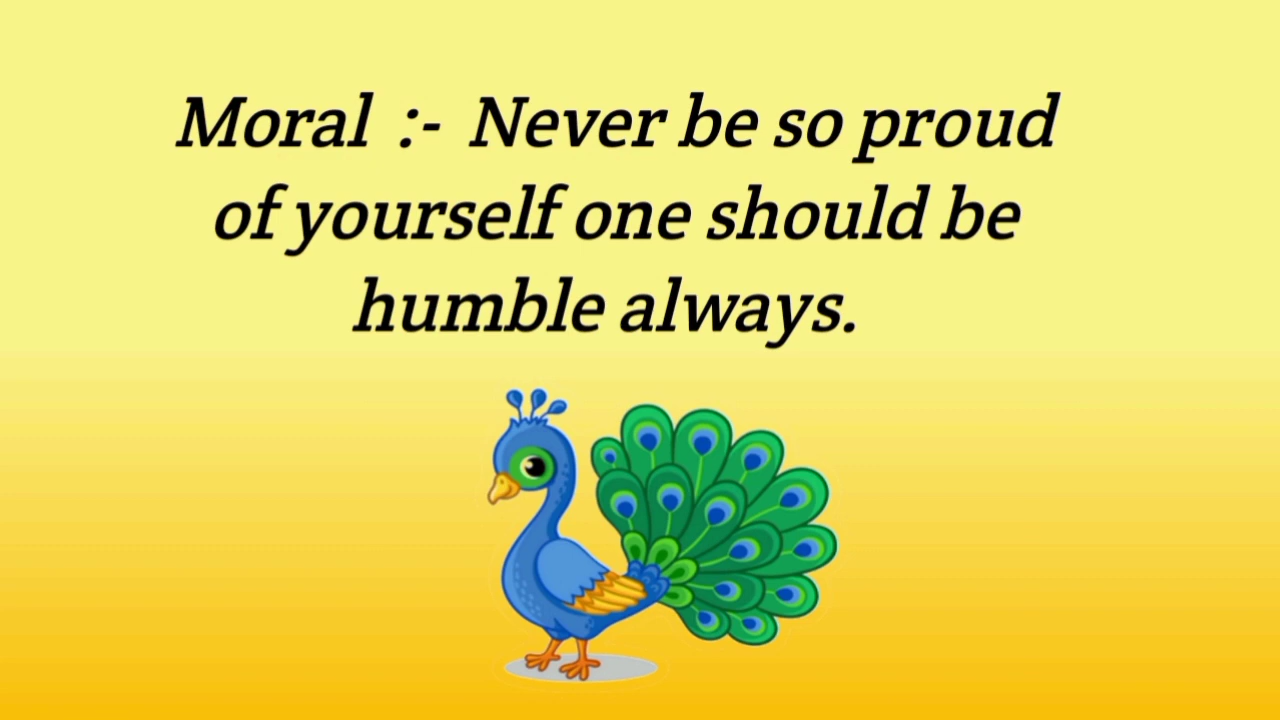 Moral :- Never be so proud
of yourself one should be
humble always.